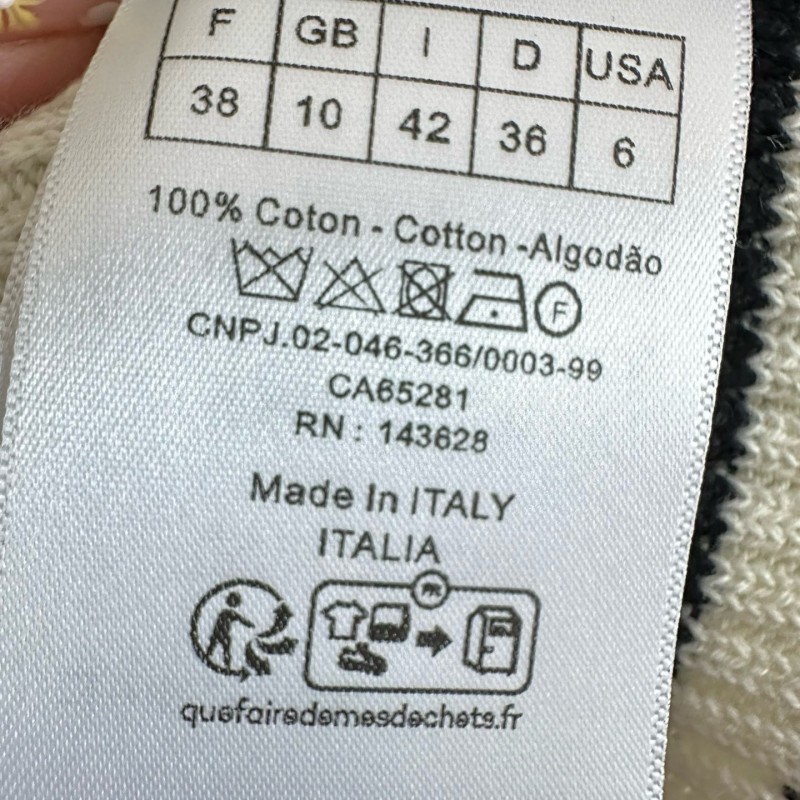 F GB I D USA
38 10 42 36 6
100% Coton - Cotton -Algodão
F
CNPJ.02-046-366/0003-99
CA65281
RN : 143628
Made In ITALY
ITALIA
FR
quefairedemesdechets.fr